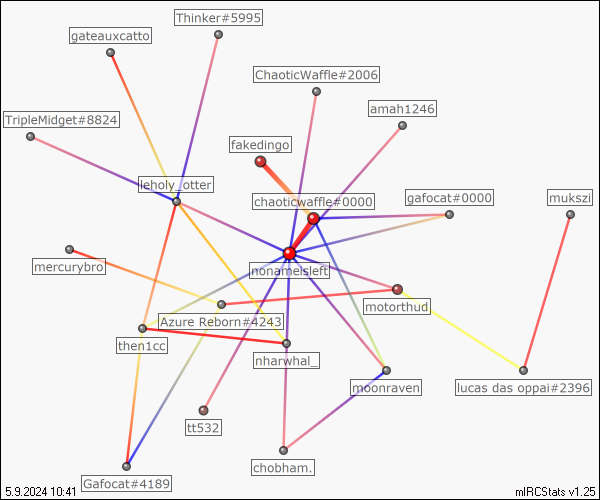 Thinker#5995
gateauxcatto
ChaoticWaffle#2006
amah1246
TripleMidget#8824
fakedingo
leholy_otter
chaoticwaffle#0000
gafocat#0000
mukszi
mercurybro
nonameisleft
motorthud_
Azure Reborn#4243
then1cc
nharwhal_
moonraven
lucas das oppai#2396
tt532
chobham.
Gafocat#4189
5.9.2024 10:41
mIRCStats v1.25